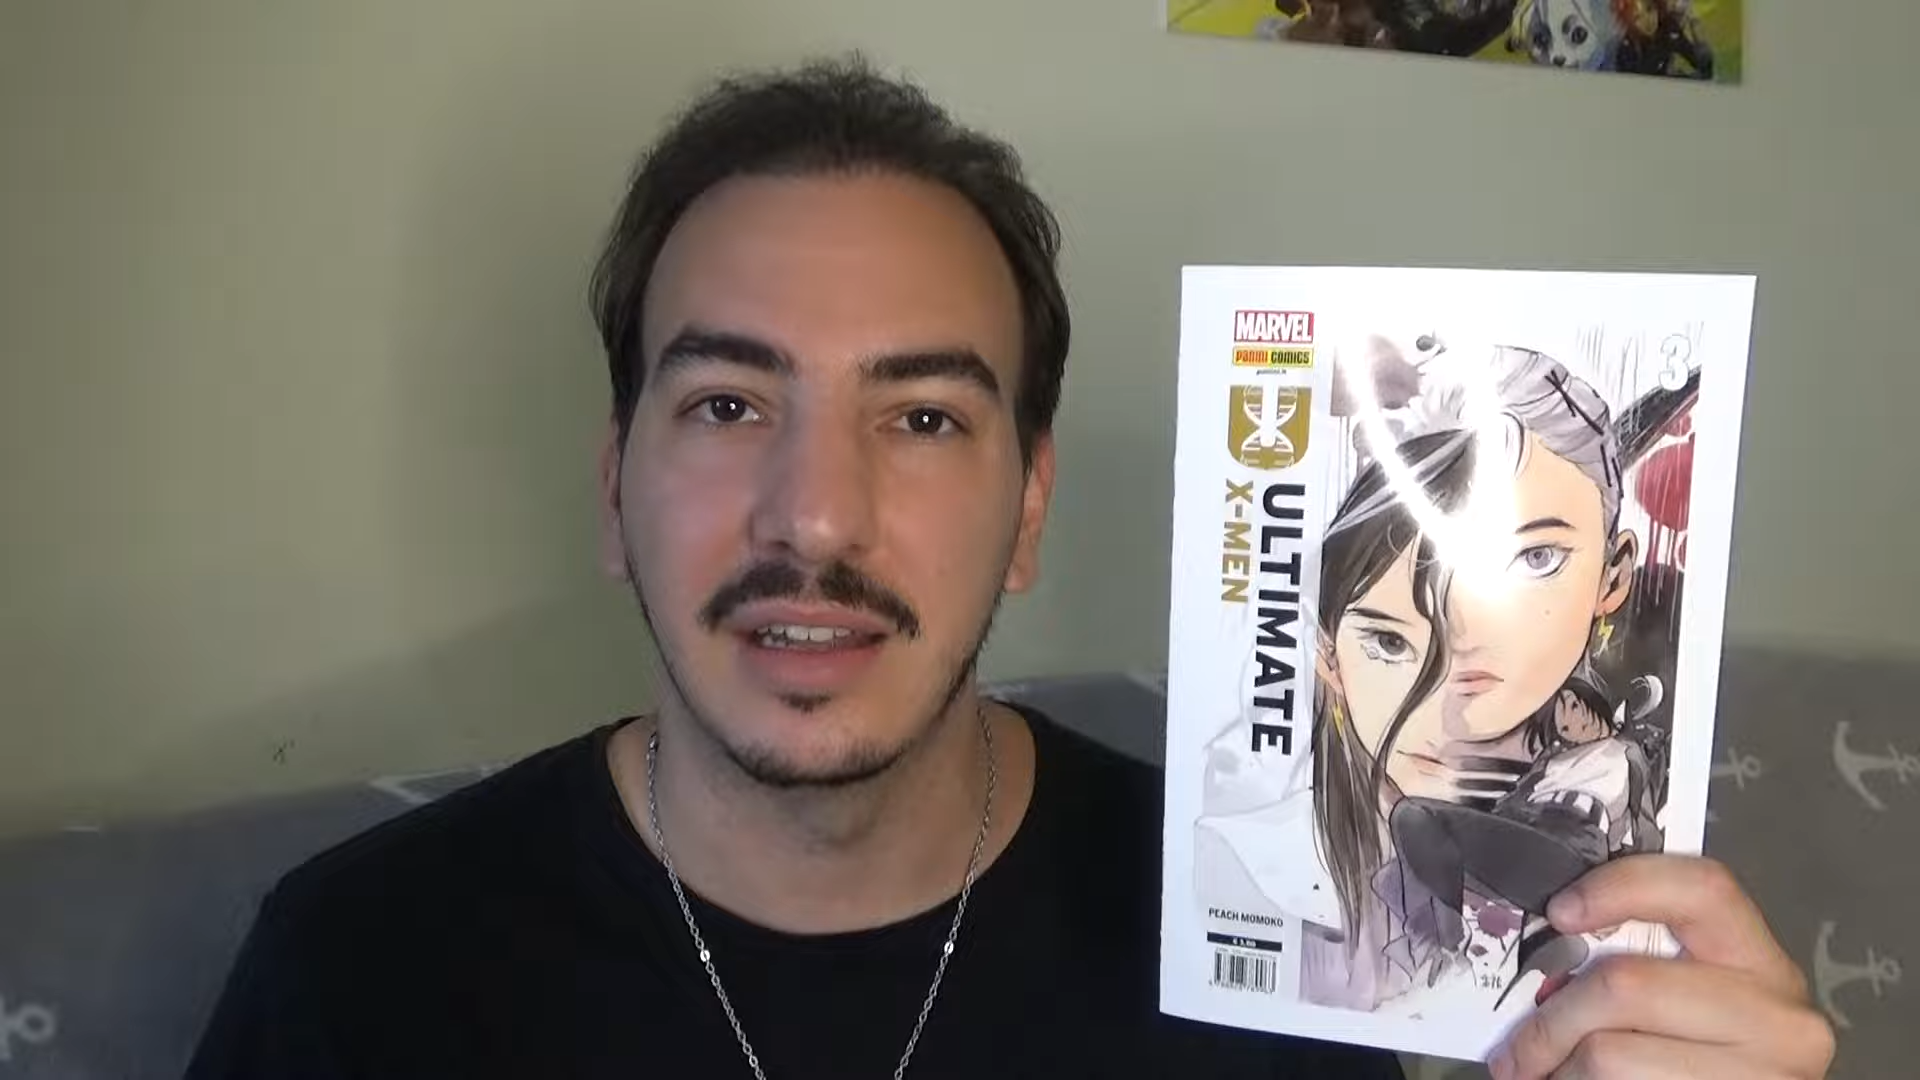 MARVEL
PANINI COMICS
3
ULTIMATE
X-MEN
PEACH MOMOKO